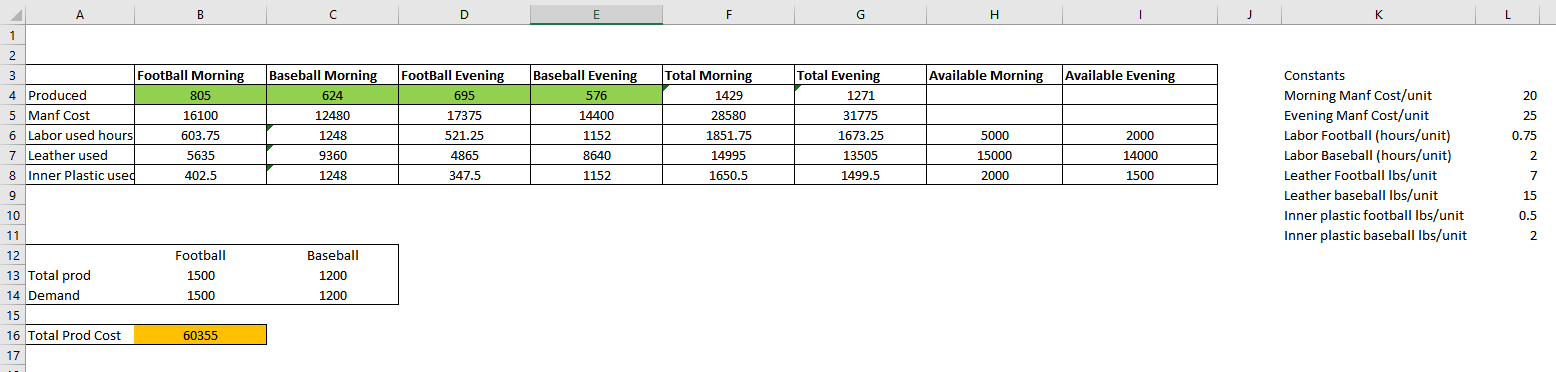 A B C D E F G H I J K L
1
2
3 FootBall Morning Baseball Morning FootBall Evening Baseball Evening Total Morning Total Evening Available Morning Available Evening Constants
4 Produced 805 624 695 576 1429 1271 Morning Manf Cost/unit 20
5 Manf Cost 16100 12480 17375 14400 28580 31775 Evening Manf Cost/unit 25
6 Labor used hours 603.75 1248 521.25 1152 1851.75 1673.25 5000 2000 Labor Football (hours/unit) 0.75
7 Leather used 5635 9360 4865 8640 14995 13505 15000 14000 Labor Baseball (hours/unit) 2
8 Inner Plastic used 402.5 1248 347.5 1152 1650.5 1499.5 2000 1500 Leather Football lbs/unit 7
9 Leather baseball lbs/unit 15
10 Inner plastic football lbs/unit 0.5
11 Inner plastic baseball lbs/unit 2
12 Football Baseball
13 Total prod 1500 1200
14 Demand 1500 1200
15
16 Total Prod Cost 60355
17